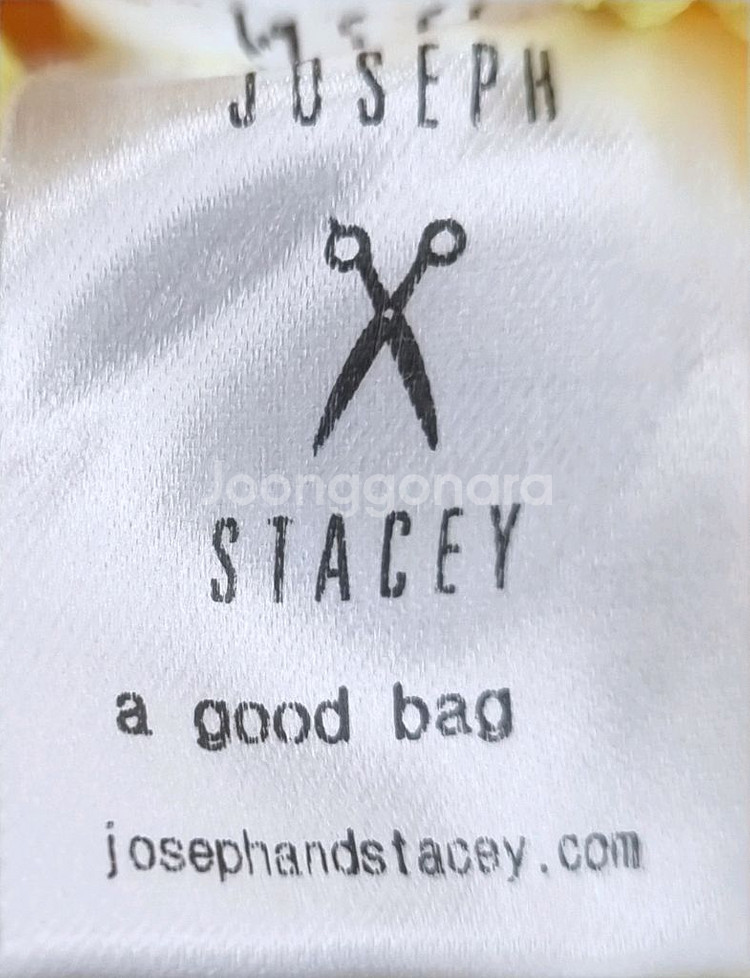 JOSEPH
Joonggonara
STACEY
a good bag
josephandstacey.com